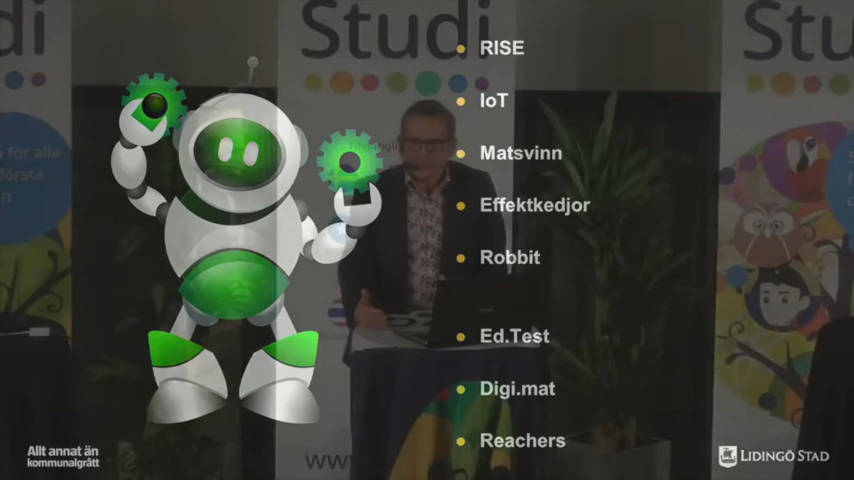 Studi
RISE
IoT
Matsvinn
Effektkedjor
Robbit
Ed.Test
Digi.mat
Reachers
för alla
första
Stu
www
Allt annat än
kommunalgrått
LIDINGÖ STAD